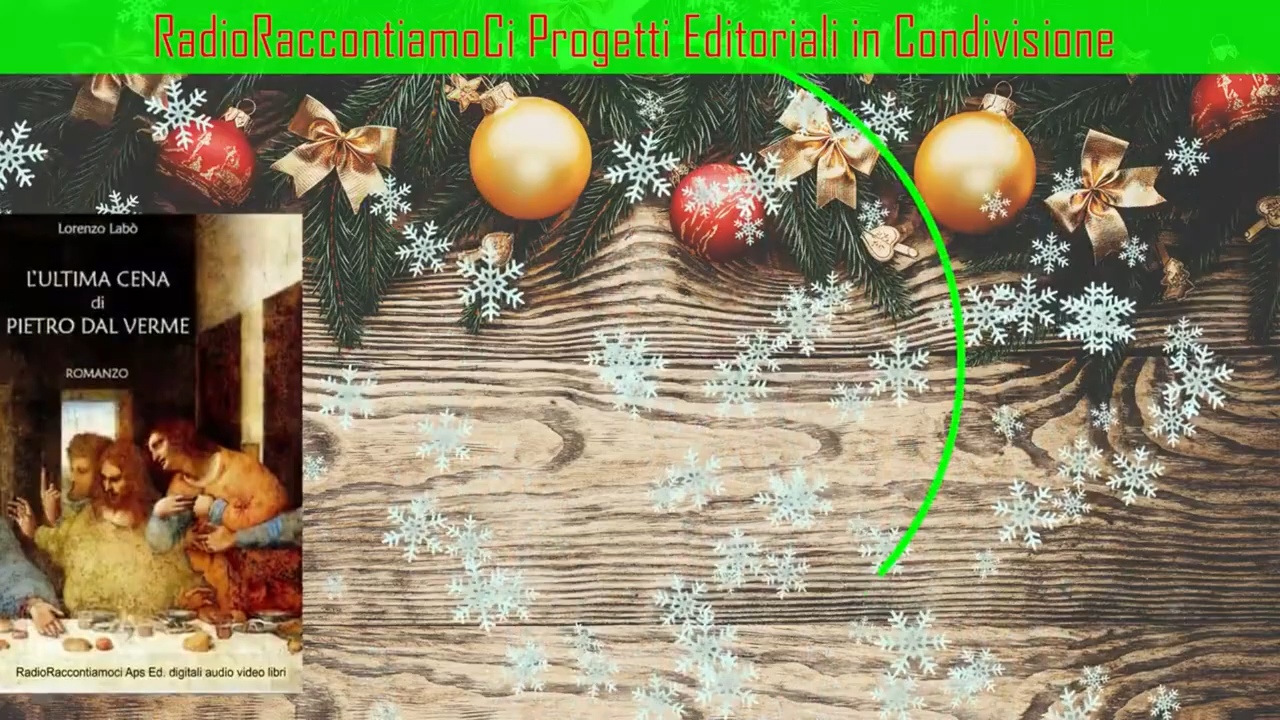 RadioRaccontiamoCi Progetti Editoriali in Condivisione
Lorenzo Labò
L'ULTIMA CENA
di
PIETRO DAL VERME
ROMANZO
RadioRaccontiamoci Aps Ed. digitali audio video libri